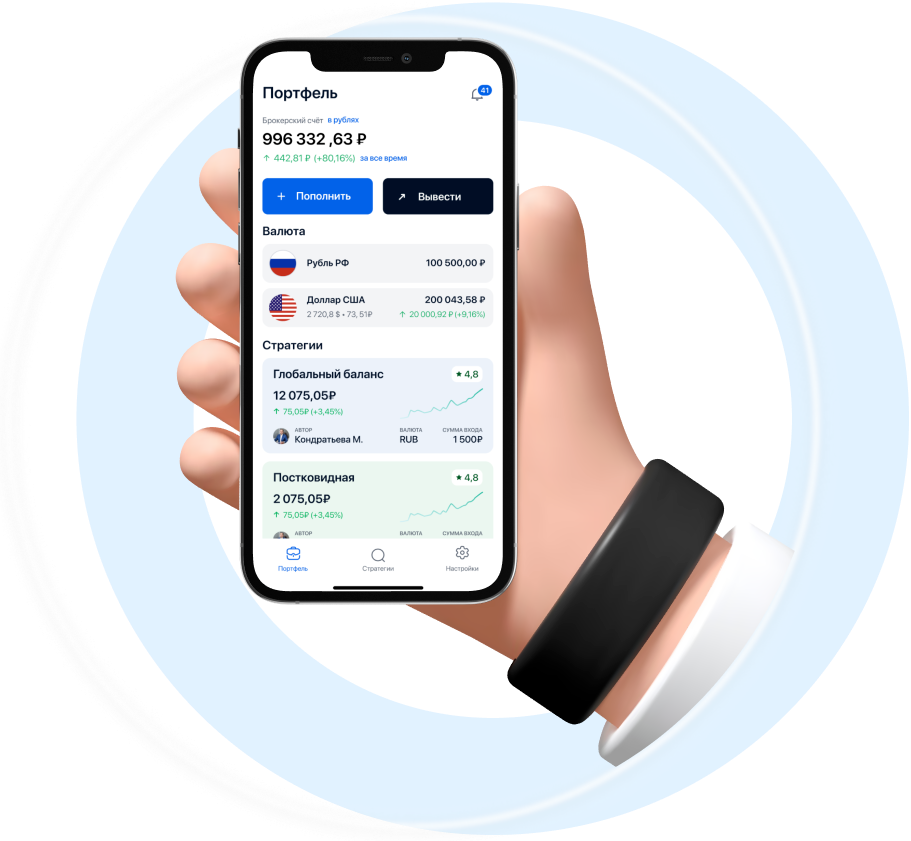 Портфель
41
Брокерский счёт в рублях
996 332 ,63 ₽
↑ 442,81 ₽ (+80,16%) за все время
+ Пополнить
↗ Вывести
Валюта
Рубль РФ 100 500,00 ₽
Доллар США 200 043,58 ₽
2 720,8 $ • 73,51₽ ↑ 20 000,92 ₽ (+9,16%)
Стратегии
Глобальный баланс ★ 4,8
12 075,05₽
↑ 75,05₽ (+3,45%)
АВТОР ВАЛЮТА СУММА ВХОДА
Кондратьева М. RUB 1 500₽
Постковидная ★ 4,8
2 075,05₽
↑ 75,05₽ (+3,45%)
АВТОР ВАЛЮТА СУММА ВХОДА
Портфель Стратегии Настройки